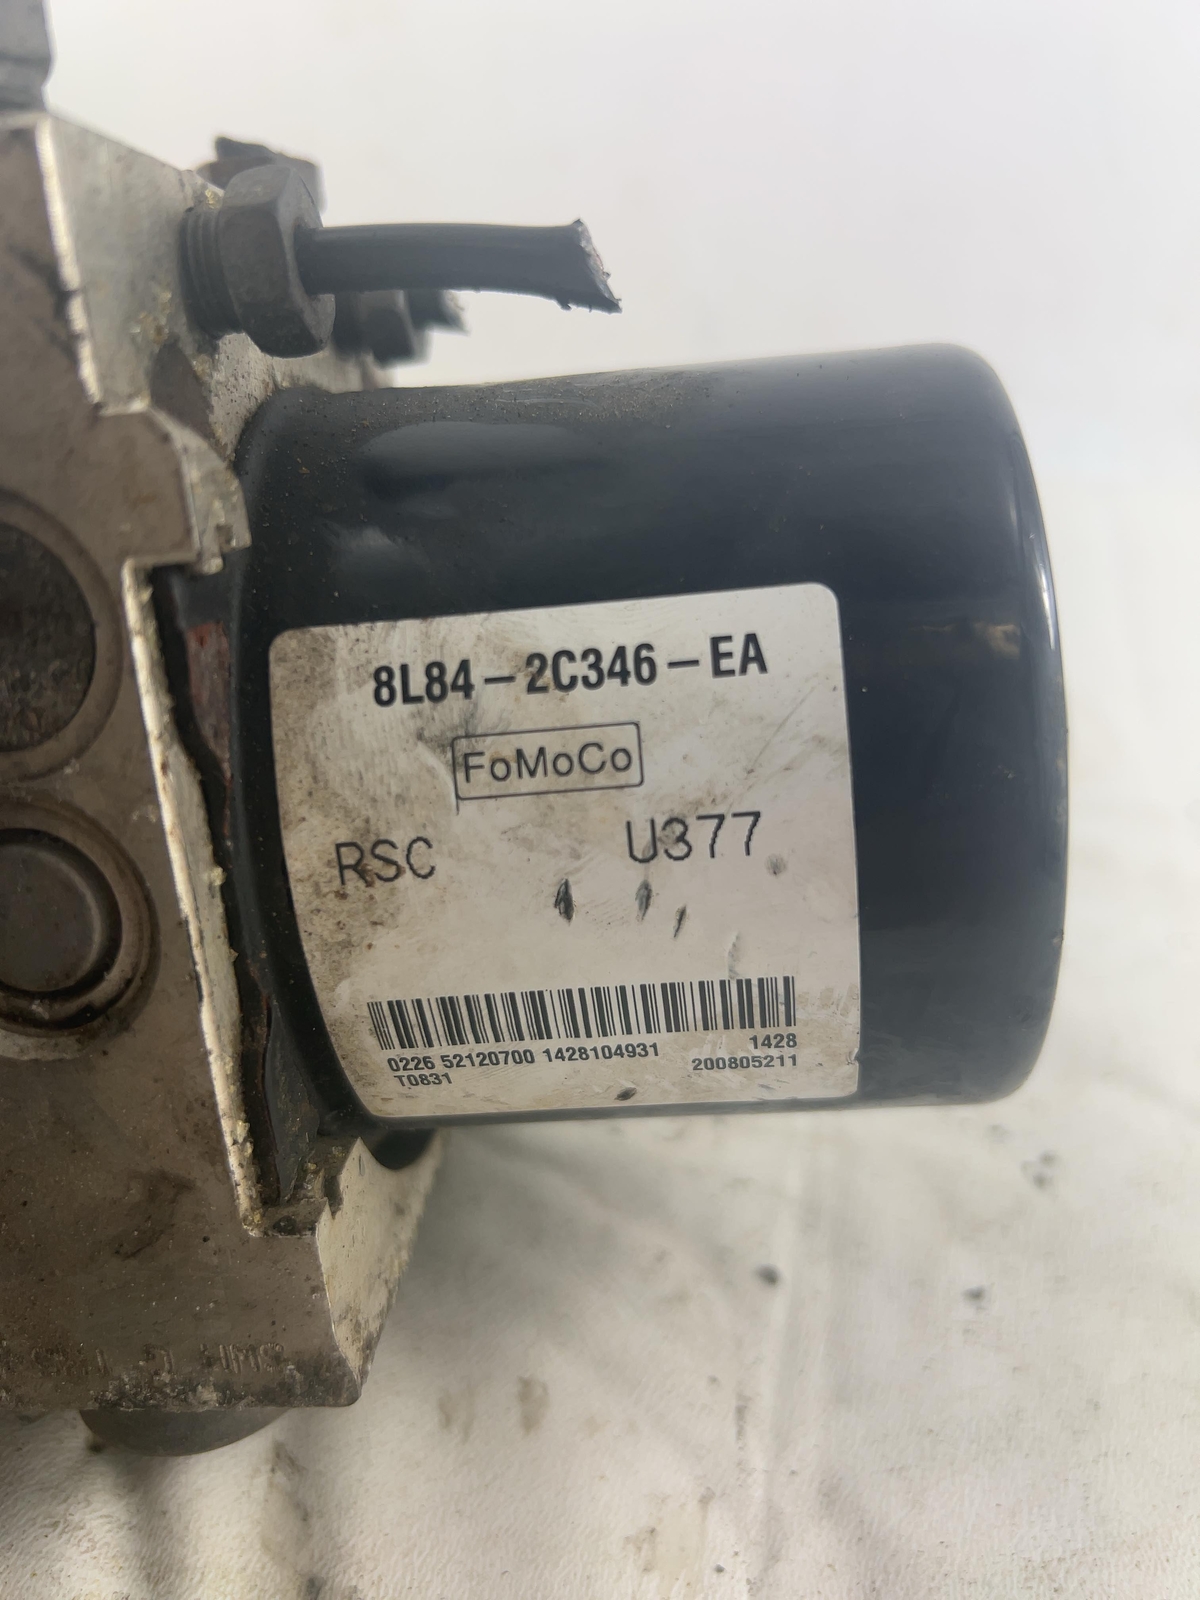 8L84-2C346-EA
FoMoCo
RSC U377
1428
0226 52120700 1428104931 200805211
T0831